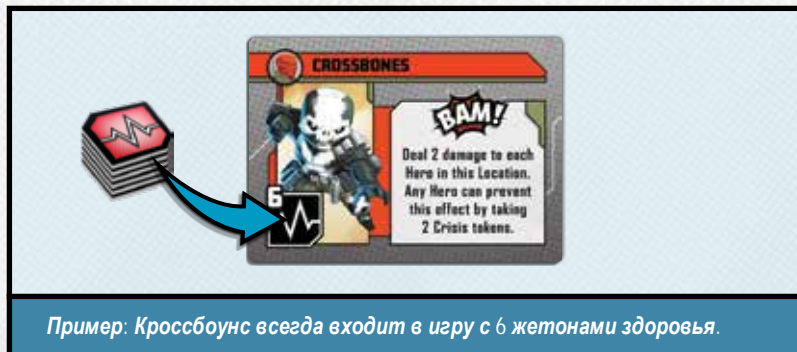 CROSSBONES
BAM!
Deal 2 damage to each
Hero in this Location.
Any Hero can prevent
this effect by taking
2 Crisis tokens.
6
Пример: Кроссбоунс всегда входит в игру с 6 жетонами здоровья.